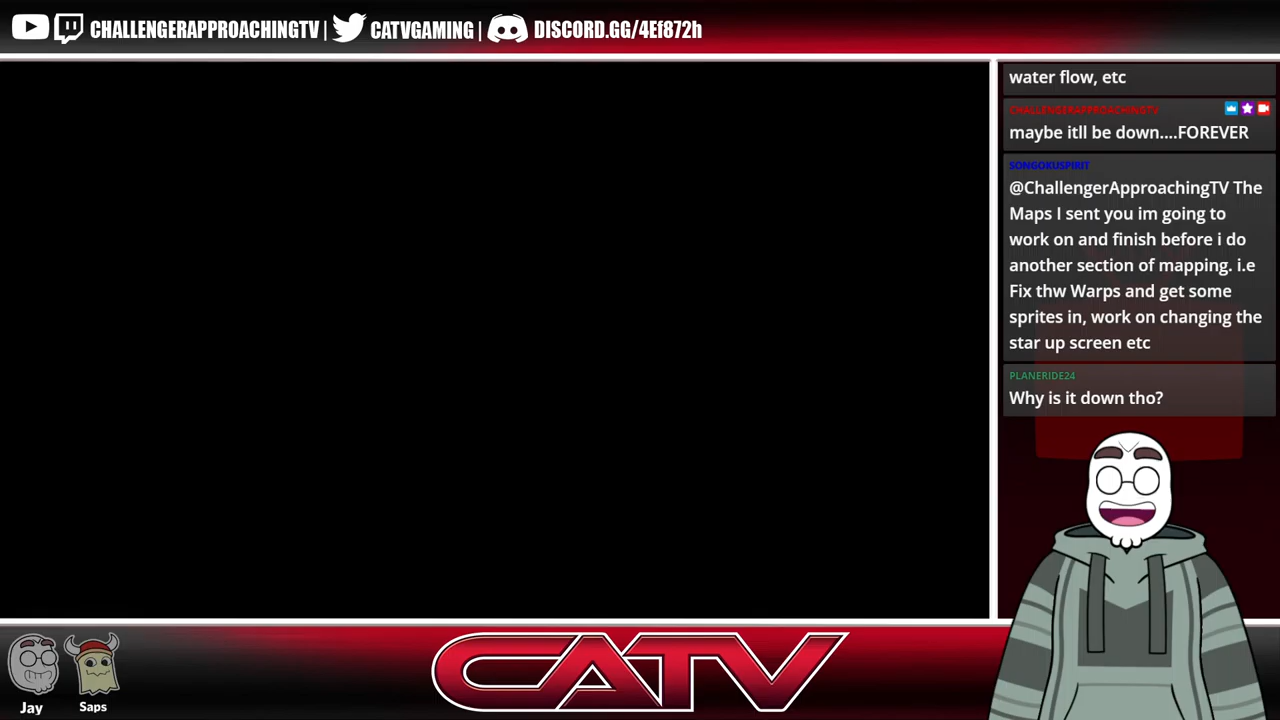 CHALLENGERAPPROACHINGTV | CATVGAMING | DISCORD.GG/4Ef872h
water flow, etc
CHALLENGERAPPROACHINGTV
maybe itll be down....FOREVER
SONGOKUSPIRIT
@ChallengerApproachingTV The
Maps I sent you im going to
work on and finish before i do
another section of mapping. i.e
Fix thw Warps and get some
sprites in, work on changing the
star up screen etc
PLANERIDE24
Why is it down tho?
CATV
Jay
Saps